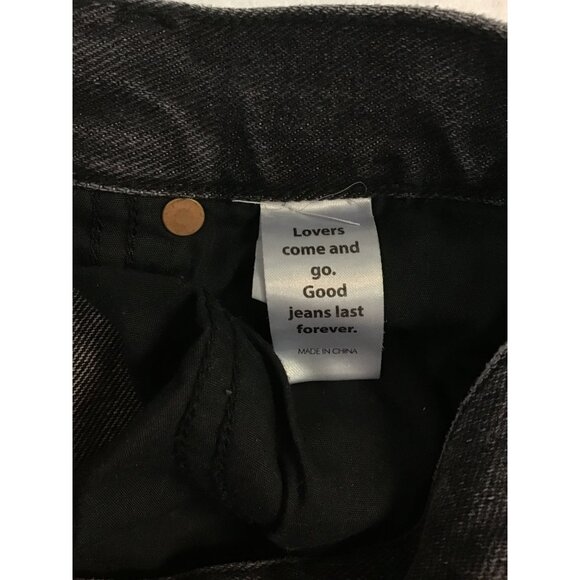 Lovers
come and
go.
Good
jeans last
forever.
MADE IN CHINA